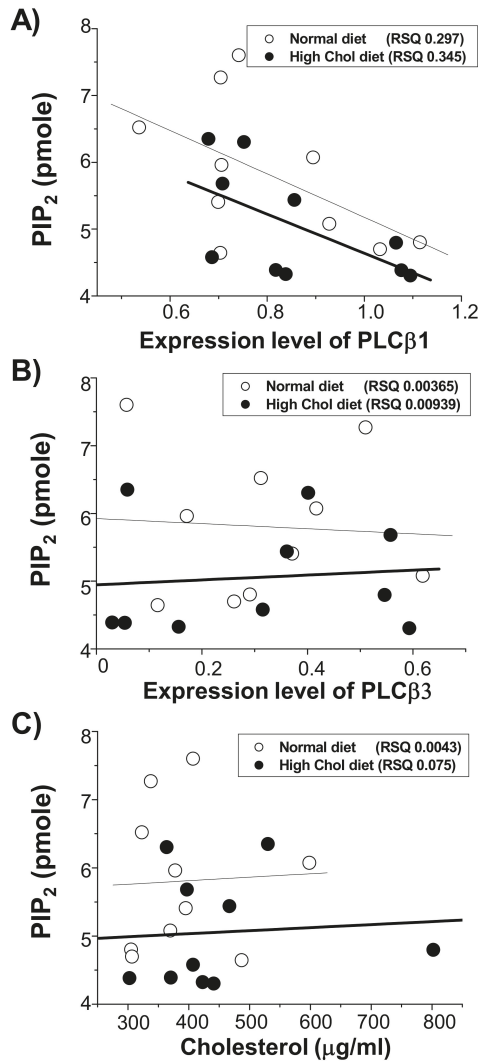 A)
Normal diet (RSQ 0.297)
High Chol diet (RSQ 0.345)
8
7
6
5
4
PIP2 (pmole)
0.6 0.8 1.0 1.2
Expression level of PLCβ1
B)
Normal diet (RSQ 0.00365)
High Chol diet (RSQ 0.00939)
8
7
6
5
4
PIP2 (pmole)
0 0.2 0.4 0.6
Expression level of PLCβ3
C)
Normal diet (RSQ 0.0043)
High Chol diet (RSQ 0.075)
8
7
6
5
4
PIP2 (pmole)
300 400 500 600 700 800
Cholesterol (μg/ml)